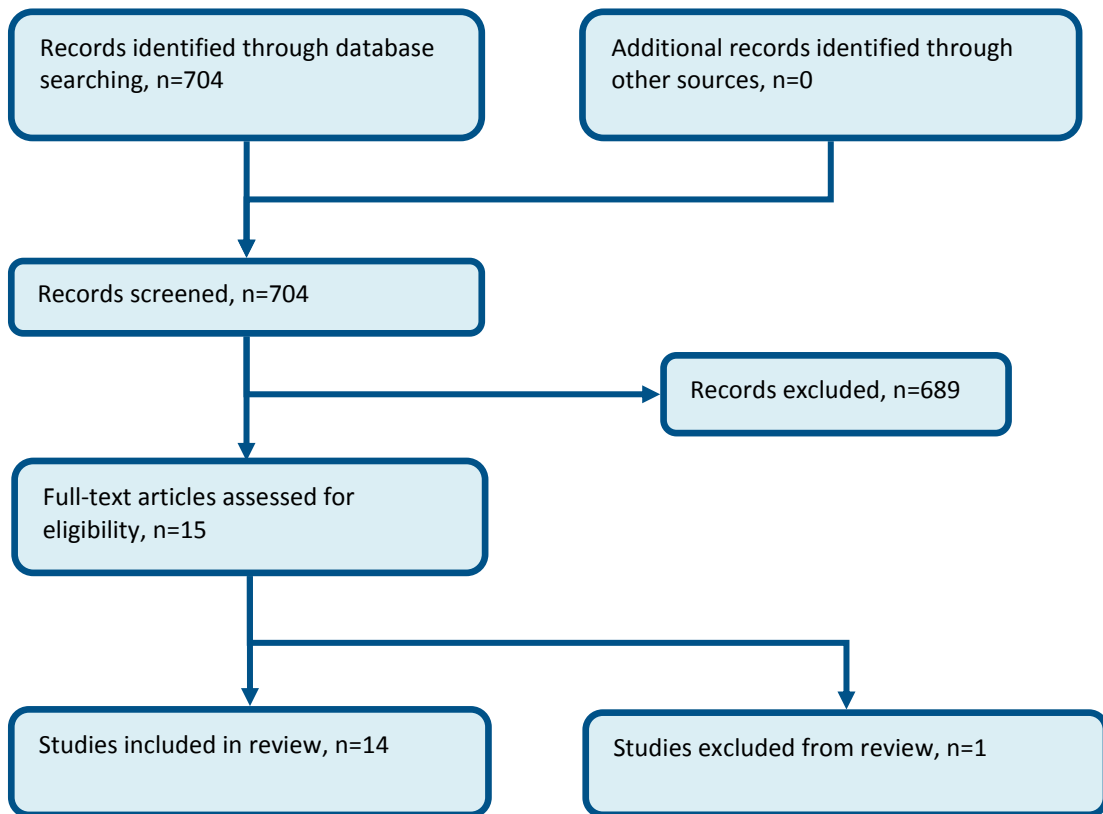 Records identified through database
searching, n=704
Additional records identified through
other sources, n=0
Records screened, n=704
Records excluded, n=689
Full-text articles assessed for
eligibility, n=15
Studies included in review, n=14
Studies excluded from review, n=1